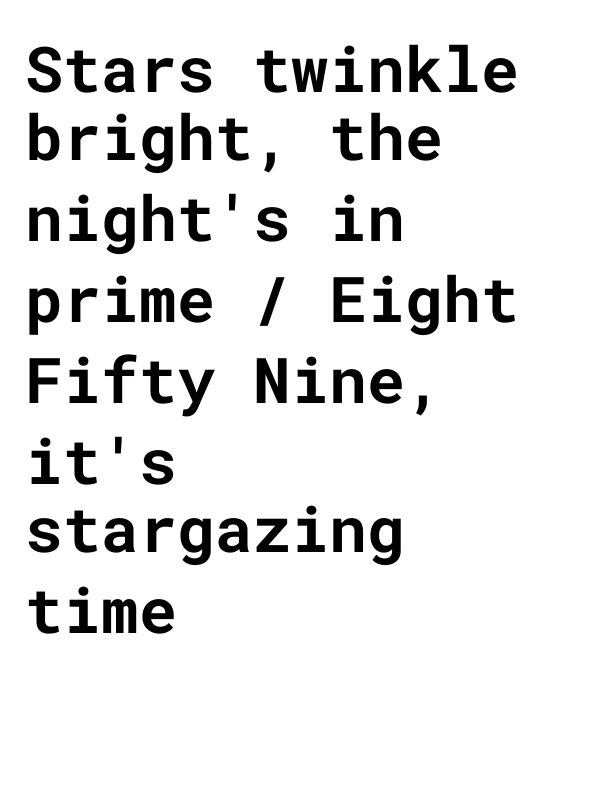 Stars twinkle
bright, the
night's in
prime / Eight
Fifty Nine,
it's
stargazing
time